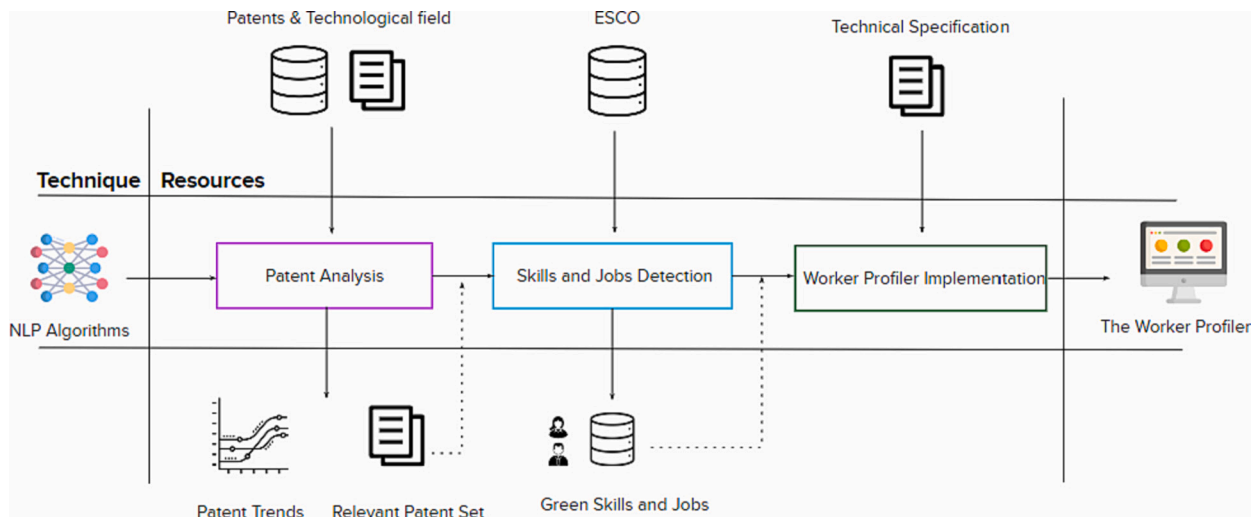 Patents & Technological field
ESCO
Technical Specification
Technique
Resources
Patent Analysis
Skills and Jobs Detection
Worker Profiler Implementation
NLP Algorithms
The Worker Profiler
Patent Trends
Relevant Patent Set
Green Skills and Jobs